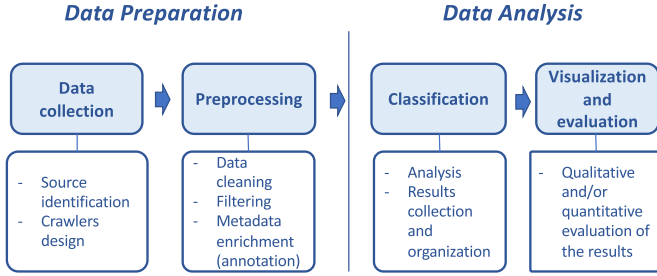 Data Preparation
Data Analysis
Data
collection
Preprocessing
Classification
Visualization
and
evaluation
- Source
identification
- Crawlers
design
- Data
cleaning
- Filtering
- Metadata
enrichment
(annotation)
- Analysis
- Results
collection
and
organization
- Qualitative
and/or
quantitative
evaluation of
the results